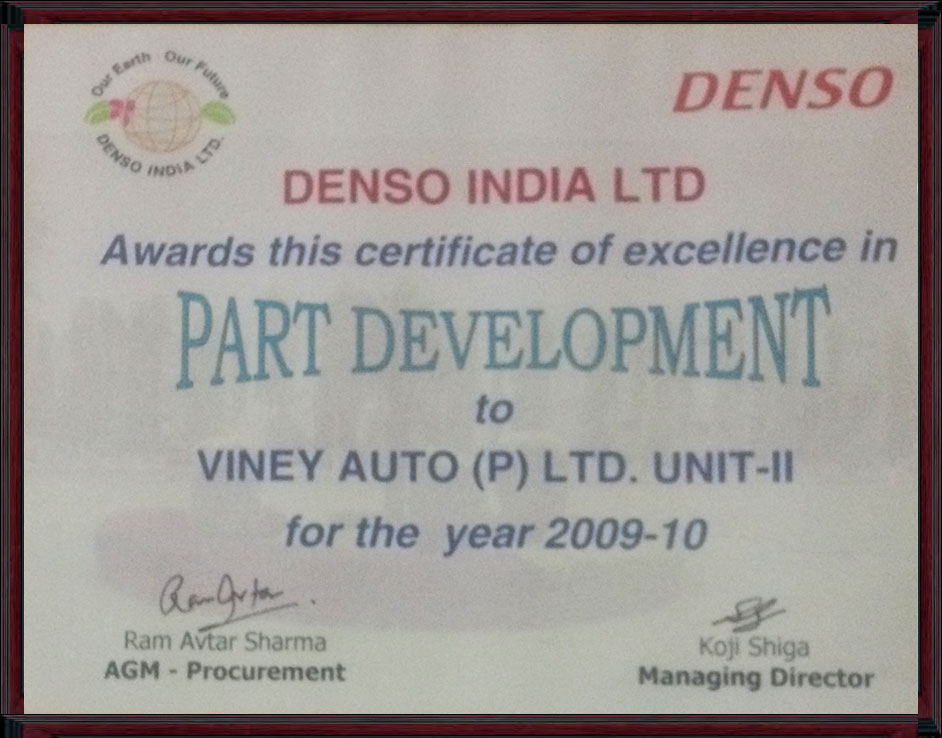 Our Earth Our Future
DENSO INDIA LTD.
DENSO
DENSO INDIA LTD
Awards this certificate of excellence in
PART DEVELOPMENT
to
VINEY AUTO (P) LTD. UNIT-II
for the year 2009-10
Ram Avtar
Ram Avtar Sharma
Koji Shiga
AGM - Procurement
Managing Director